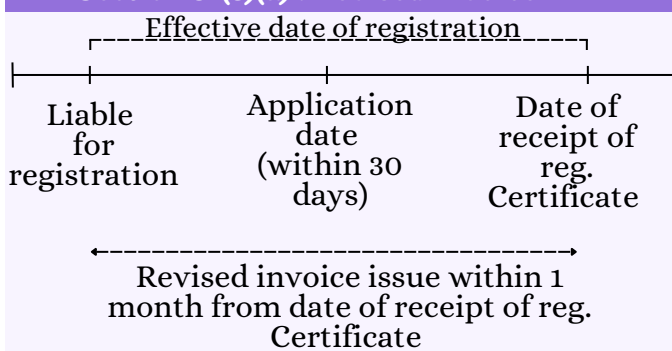 Effective date of registration
Liable
for
registration
Application
date
(within 30
days)
Date of
receipt of
reg.
Certificate
Revised invoice issue within 1
month from date of receipt of reg.
Certificate